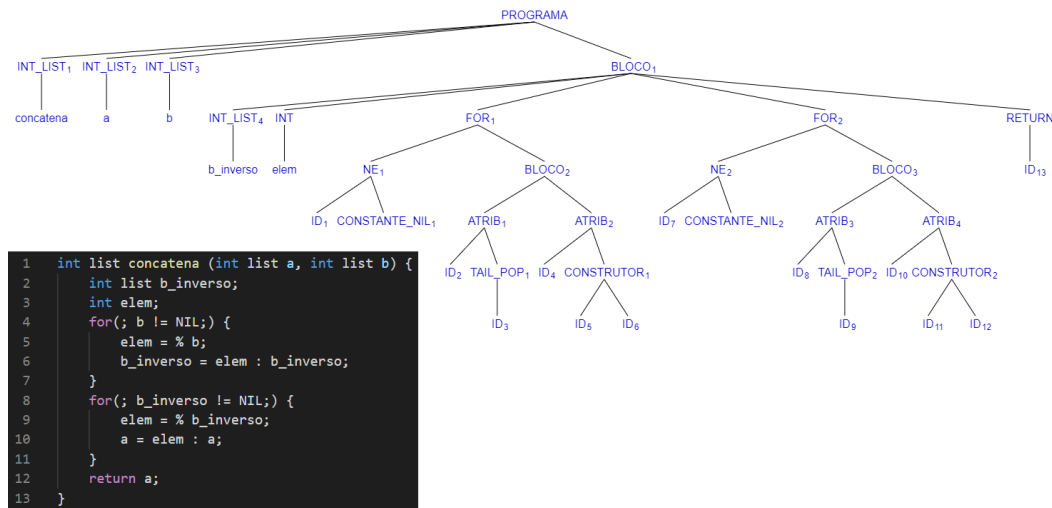 PROGRAMA
INT_LIST₁ INT_LIST₂ INT_LIST₃ BLOCO₁
concatena a b INT_LIST₄ INT FOR₁ FOR₂ RETURN
b_inverso elem NE₁ BLOCO₂ NE₂ BLOCO₃ ID₁₃
ID₁ CONSTANTE_NIL₁ ATRIB₁ ATRIB₂ ID₇ CONSTANTE_NIL₂ ATRIB₃ ATRIB₄
ID₂ TAIL_POP₁ ID₄ CONSTRUTOR₁ ID₈ TAIL_POP₂ ID₁₀ CONSTRUTOR₂
ID₃ ID₅ ID₆ ID₉ ID₁₁ ID₁₂
1 int list concatena (int list a, int list b) {
2 int list b_inverso;
3 int elem;
4 for(; b != NIL;) {
5 elem = % b;
6 b_inverso = elem : b_inverso;
7 }
8 for(; b_inverso != NIL;) {
9 elem = % b_inverso;
10 a = elem : a;
11 }
12 return a;
13 }